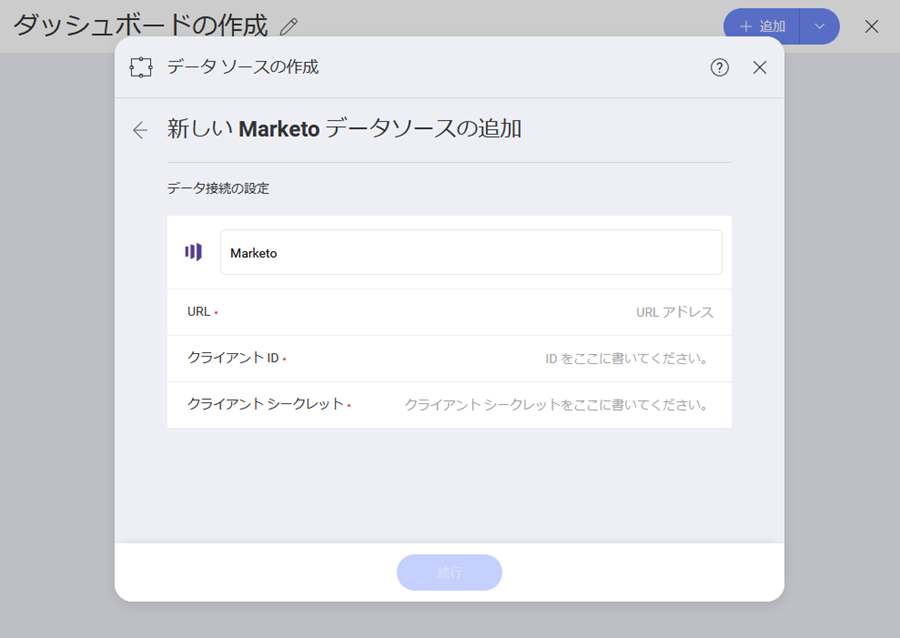 ダッシュボードの作成
+ 追加
データ ソースの作成
新しい Marketo データソースの追加
データ接続の設定
Marketo
URL •
URL アドレス
クライアント ID •
ID をここに書いてください。
クライアント シークレット •
クライアント シークレットをここに書いてください。
続行